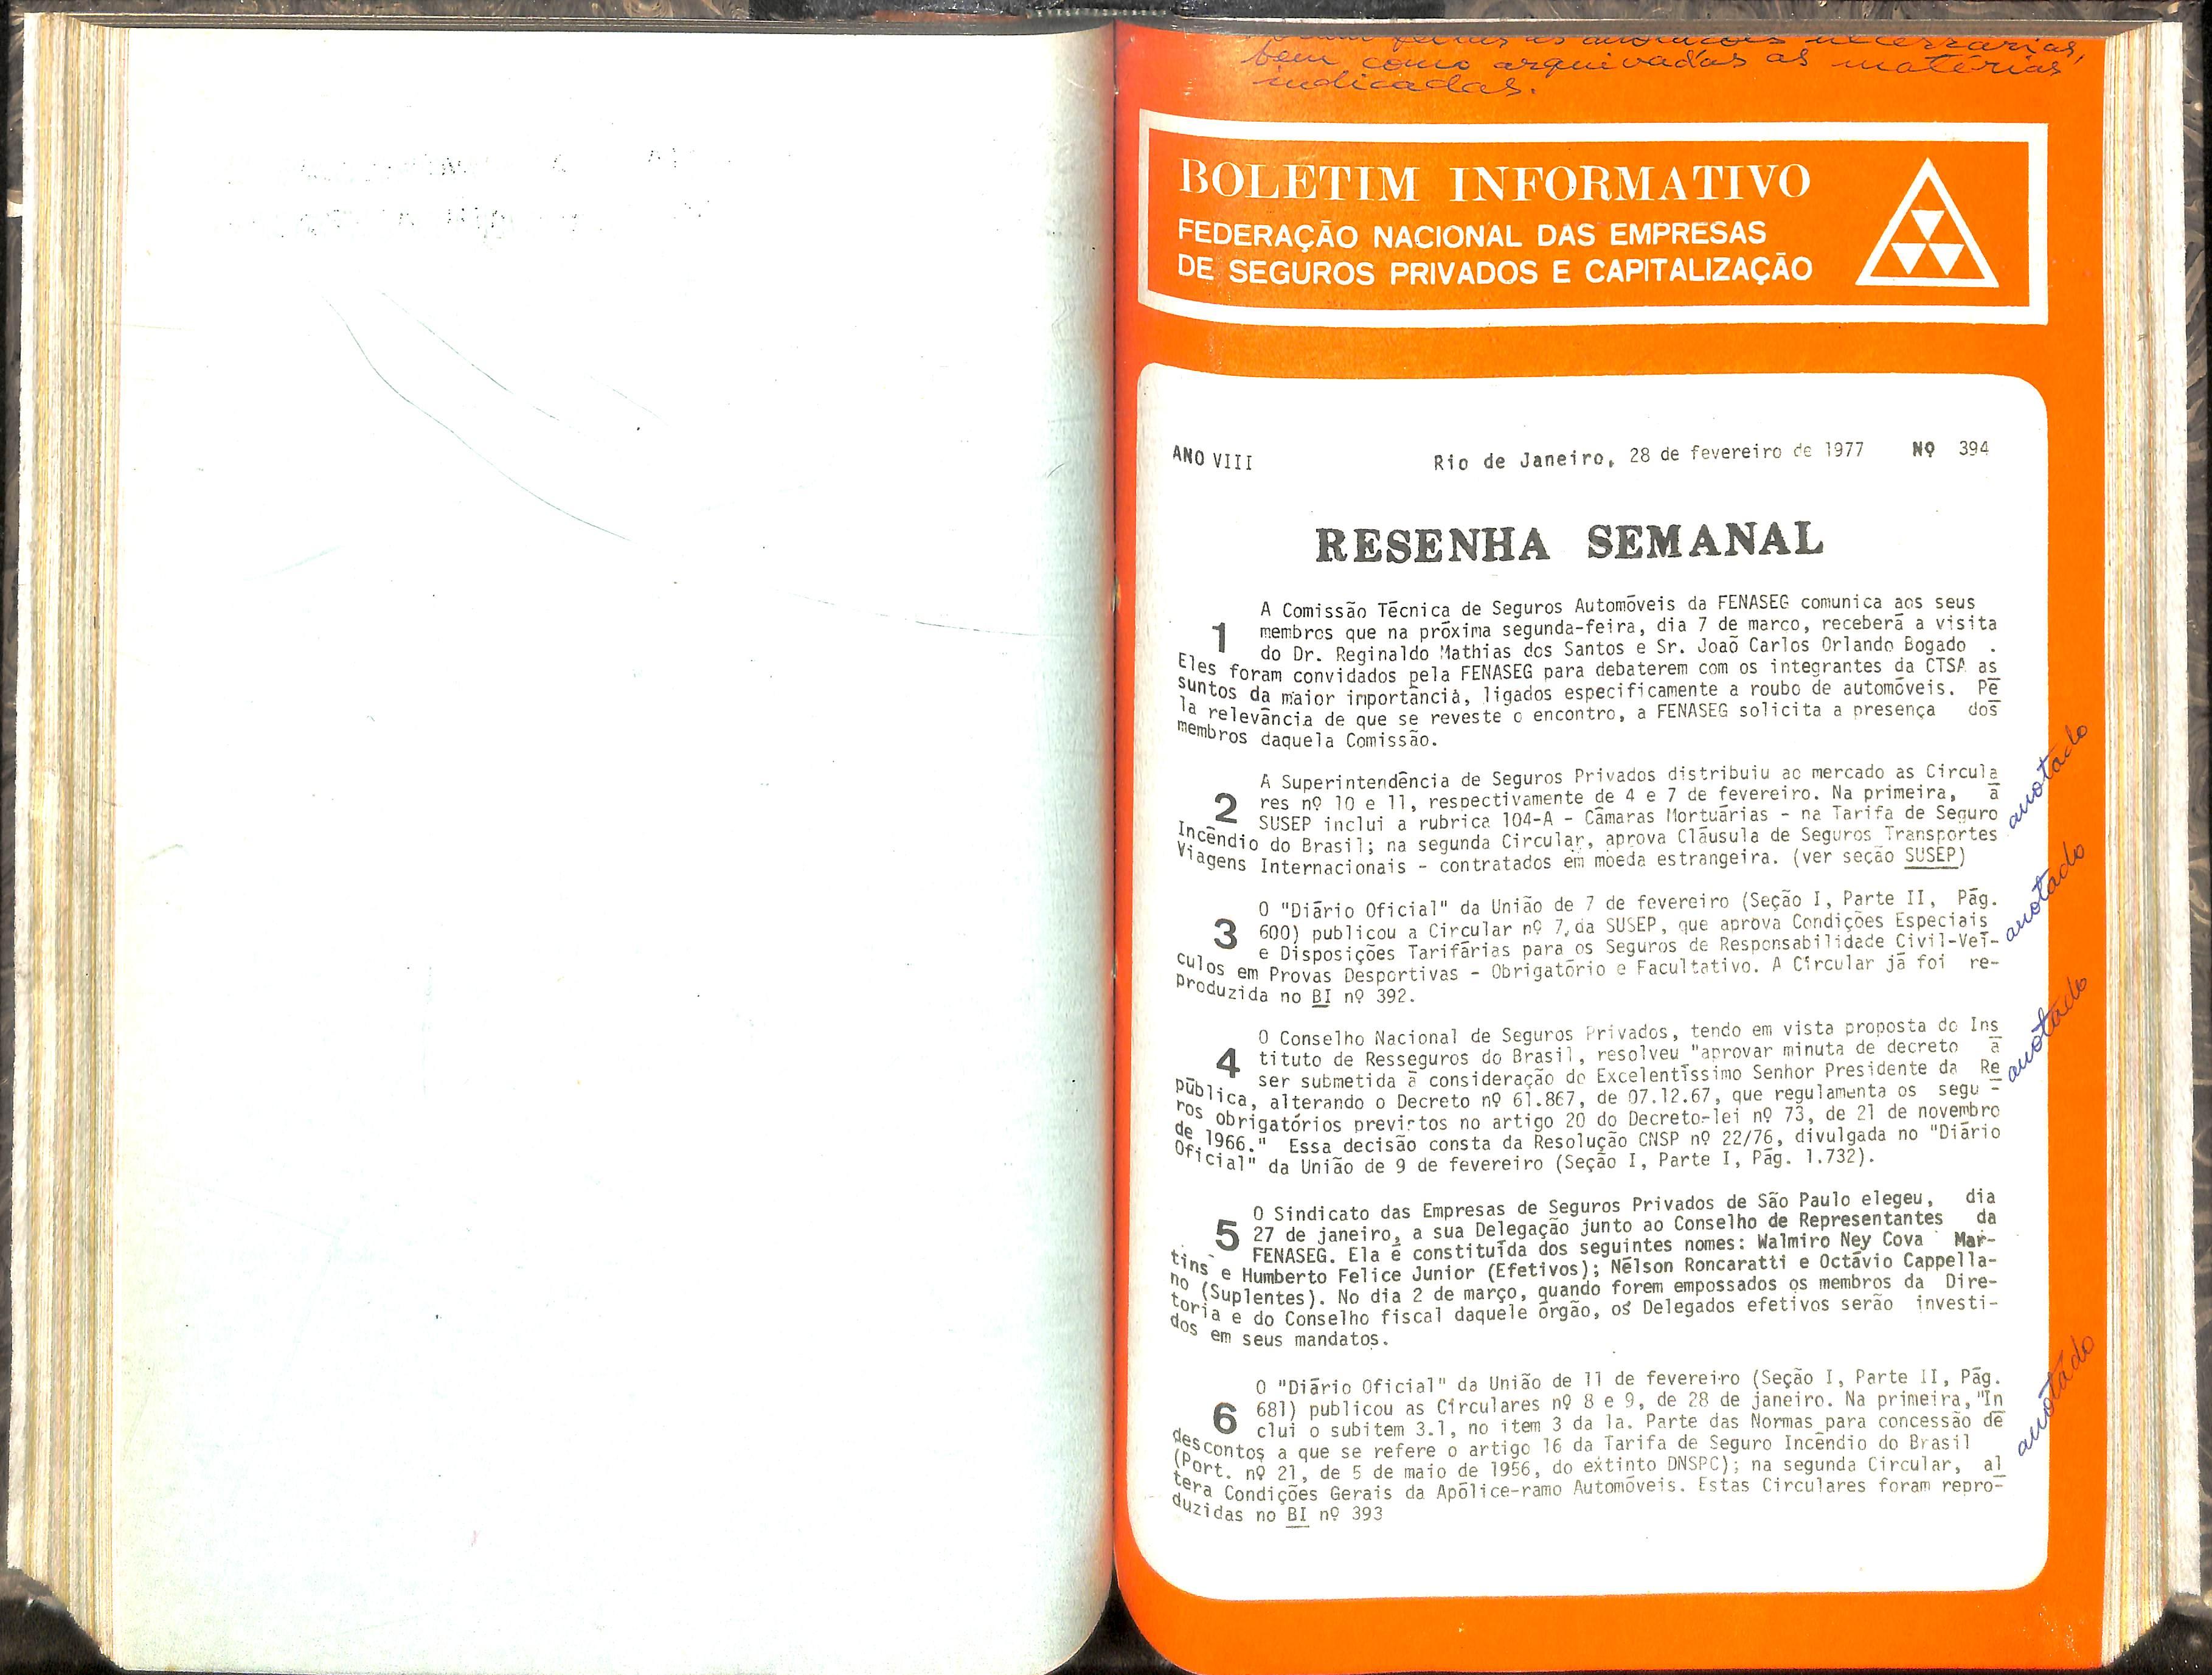 foram feitas as anotações necessárias,
bem como arquivadas as matérias
indicadas.
BOLETIM INFORMATIVO
FEDERAÇÃO NACIONAL DAS EMPRESAS
DE SEGUROS PRIVADOS E CAPITALIZAÇÃO
ANO VIII Rio de Janeiro, 28 de fevereiro de 1977 Nº 394
RESENHA SEMANAL
A Comissão Técnica de Seguros Automóveis da FENASEG comunica aos seus
1 membros que na próxima segunda-feira, dia 7 de março, receberá a visita
do Dr. Reginaldo Mathias dos Santos e Sr. Joaõ Carlos Orlando Bogado .
Eles foram convidados pela FENASEG para debaterem com os integrantes da CTSA as
suntos da maior importância, ligados especificamente a roubo de automóveis. Pe
la relevância de que se reveste o encontro, a FENASEG solicita a presença dos
membros daquela Comissão.
A Superintendência de Seguros Privados distribuiu ao mercado as Circula
2 res nº 10 e 11, respectivamente de 4 e 7 de fevereiro. Na primeira, a
SUSEP inclui a rubrica 104-A - Câmaras Mortuárias - na Tarifa de Seguro
Incêndio do Brasil; na segunda Circular, aprova Cláusula de Seguros Transportes
Viagens Internacionais - contratados em moeda estrangeira. (ver seção SUSEP)
anotado
O "Diário Oficial" da União de 7 de fevereiro (Seção I, Parte II, Pág.
3 600) publicou a Circular nº 7, da SUSEP, que aprova Condições Especiais
e Disposições Tarifárias para os Seguros de Responsabilidade Civil-Veí-
culos em Provas Desportivas - Obrigatório e Facultativo. A Circular já foi re-
produzida no BI nº 392.
anotado
O Conselho Nacional de Seguros Privados, tendo em vista proposta do Ins
4 tituto de Resseguros do Brasil, resolveu "aprovar minuta de decreto a
ser submetida à consideração do Excelentíssimo Senhor Presidente da Re
pública, alterando o Decreto nº 61.867, de 07.12.67, que regulamenta os segu -
ros obrigatórios previstos no artigo 20 do Decreto-lei nº 73, de 21 de novembro
de 1966." Essa decisão consta da Resolução CNSP nº 22/76, divulgada no "Diário
Oficial" da União de 9 de fevereiro (Seção I, Parte I, Pág. 1.732).
anotado
O Sindicato das Empresas de Seguros Privados de São Paulo elegeu, dia
5 27 de janeiro, a sua Delegação junto ao Conselho de Representantes da
FENASEG. Ela é constituída dos seguintes nomes: Walmiro Ney Cova Mar-
tins e Humberto Felice Junior (Efetivos); Nélson Roncaratti e Octávio Cappella-
no (Suplentes). No dia 2 de março, quando forem empossados os membros da Dire-
toria e do Conselho fiscal daquele órgão, os Delegados efetivos serão investi-
dos em seus mandatos.
O "Diário Oficial" da União de 11 de fevereiro (Seção I, Parte II, Pág.
6 681) publicou as Circulares nº 8 e 9, de 28 de janeiro. Na primeira, "In
clui o subitem 3.1, no item 3 da 1a. Parte das Normas para concessão de
descontos a que se refere o artigo 16 da Tarifa de Seguro Incêndio do Brasil
(Port. nº 21, de 5 de maio de 1956, do extinto DNSPC); na segunda Circular, al
tera Condições Gerais da Apólice-ramo Automóveis. Estas Circulares foram repro-
duzidas no BI nº 393
anotado